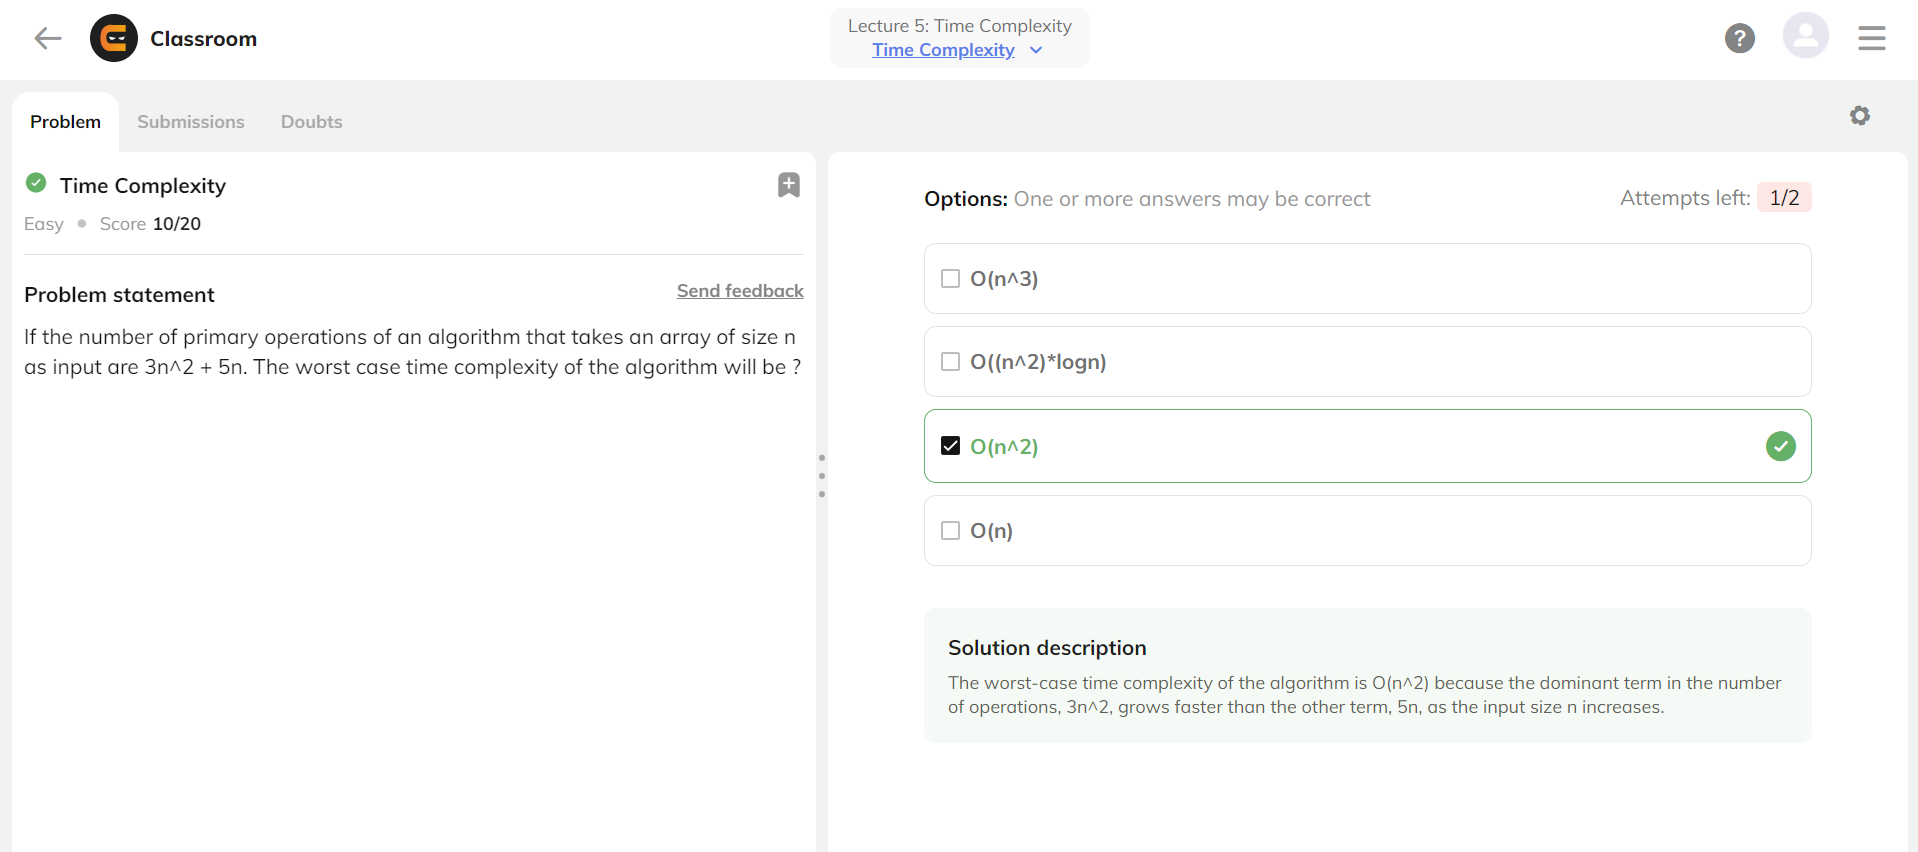 Classroom
Lecture 5: Time Complexity
Time Complexity
?
Problem
Submissions
Doubts
Time Complexity
Easy • Score 10/20
Problem statement
Send feedback
If the number of primary operations of an algorithm that takes an array of size n
as input are 3n^2 + 5n. The worst case time complexity of the algorithm will be ?
Options: One or more answers may be correct
Attempts left: 1/2
O(n^3)
O((n^2)*logn)
O(n^2)
O(n)
Solution description
The worst-case time complexity of the algorithm is O(n^2) because the dominant term in the number
of operations, 3n^2, grows faster than the other term, 5n, as the input size n increases.